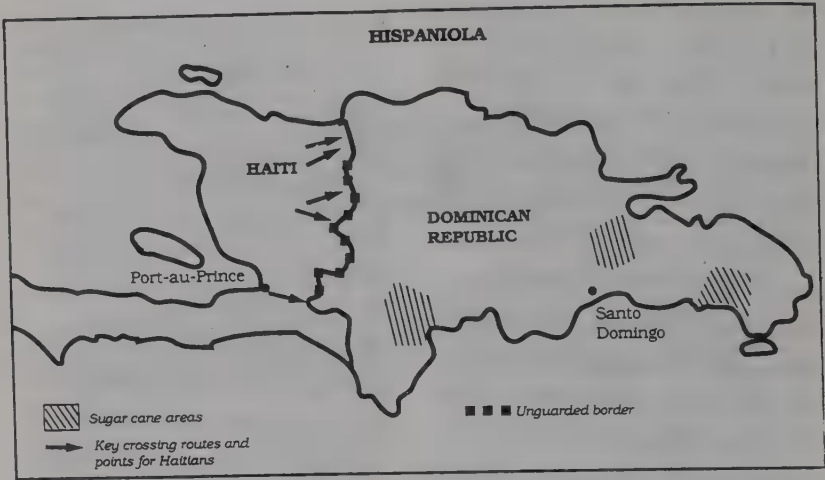 HISPANIOLA
HAITI
DOMINICAN
REPUBLIC
Port-au-Prince
Santo
Domingo
Sugar cane areas
Unguarded border
Key crossing routes and
points for Haitians